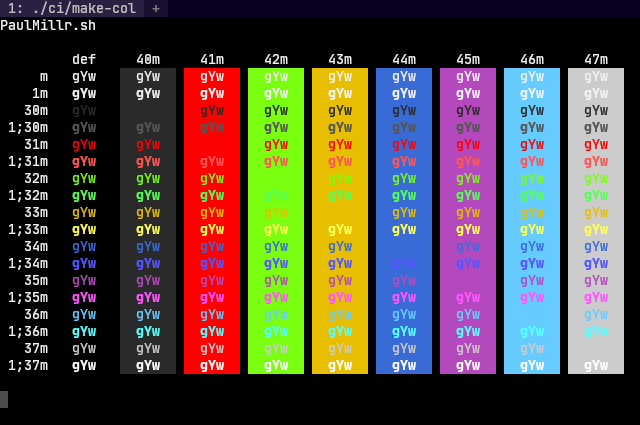 1: ./ci/make-col +
PaulMillr.sh
def 40m 41m 42m 43m 44m 45m 46m 47m
m gYw gYw gYw gYw gYw gYw gYw gYw gYw
1m gYw gYw gYw gYw gYw gYw gYw gYw gYw
30m gYw gYw gYw gYw gYw gYw gYw gYw
1;30m gYw gYw gYw gYw gYw gYw gYw gYw gYw
31m gYw gYw gYw gYw gYw gYw gYw gYw
1;31m gYw gYw gYw gYw gYw gYw gYw gYw gYw
32m gYw gYw gYw gYw gYw gYw gYw gYw
1;32m gYw gYw gYw gYw gYw gYw gYw gYw gYw
33m gYw gYw gYw gYw gYw gYw gYw gYw
1;33m gYw gYw gYw gYw gYw gYw gYw gYw gYw
34m gYw gYw gYw gYw gYw gYw gYw gYw
1;34m gYw gYw gYw gYw gYw gYw gYw gYw gYw
35m gYw gYw gYw gYw gYw gYw gYw gYw
1;35m gYw gYw gYw gYw gYw gYw gYw gYw gYw
36m gYw gYw gYw gYw gYw gYw gYw gYw
1;36m gYw gYw gYw gYw gYw gYw gYw gYw gYw
37m gYw gYw gYw gYw gYw gYw gYw gYw
1;37m gYw gYw gYw gYw gYw gYw gYw gYw gYw